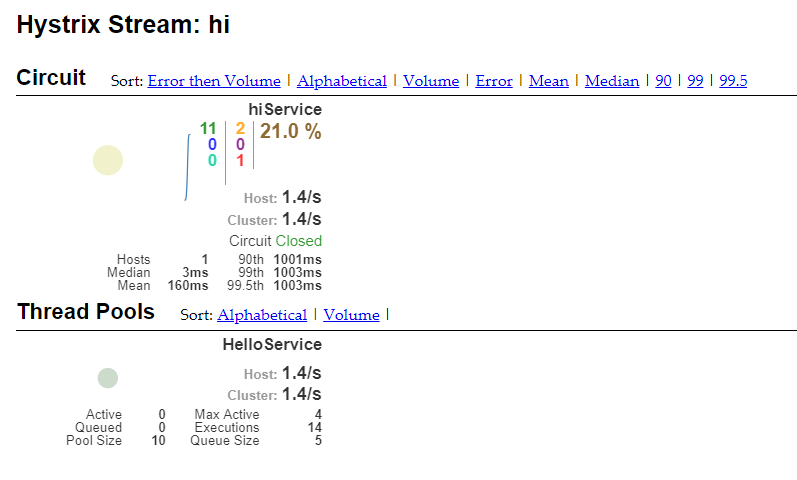 Hystrix Stream: hi
Circuit Sort: Error then Volume | Alphabetical | Volume | Error | Mean | Median | 90 | 99 | 99.5
hiService
11 2 21.0 %
0 0
0 1
Host: 1.4/s
Cluster: 1.4/s
Circuit Closed
Hosts 1 90th 1001ms
Median 3ms 99th 1003ms
Mean 160ms 99.5th 1003ms
Thread Pools Sort: Alphabetical | Volume |
HelloService
Host: 1.4/s
Cluster: 1.4/s
Active 0 Max Active 4
Queued 0 Executions 14
Pool Size 10 Queue Size 5